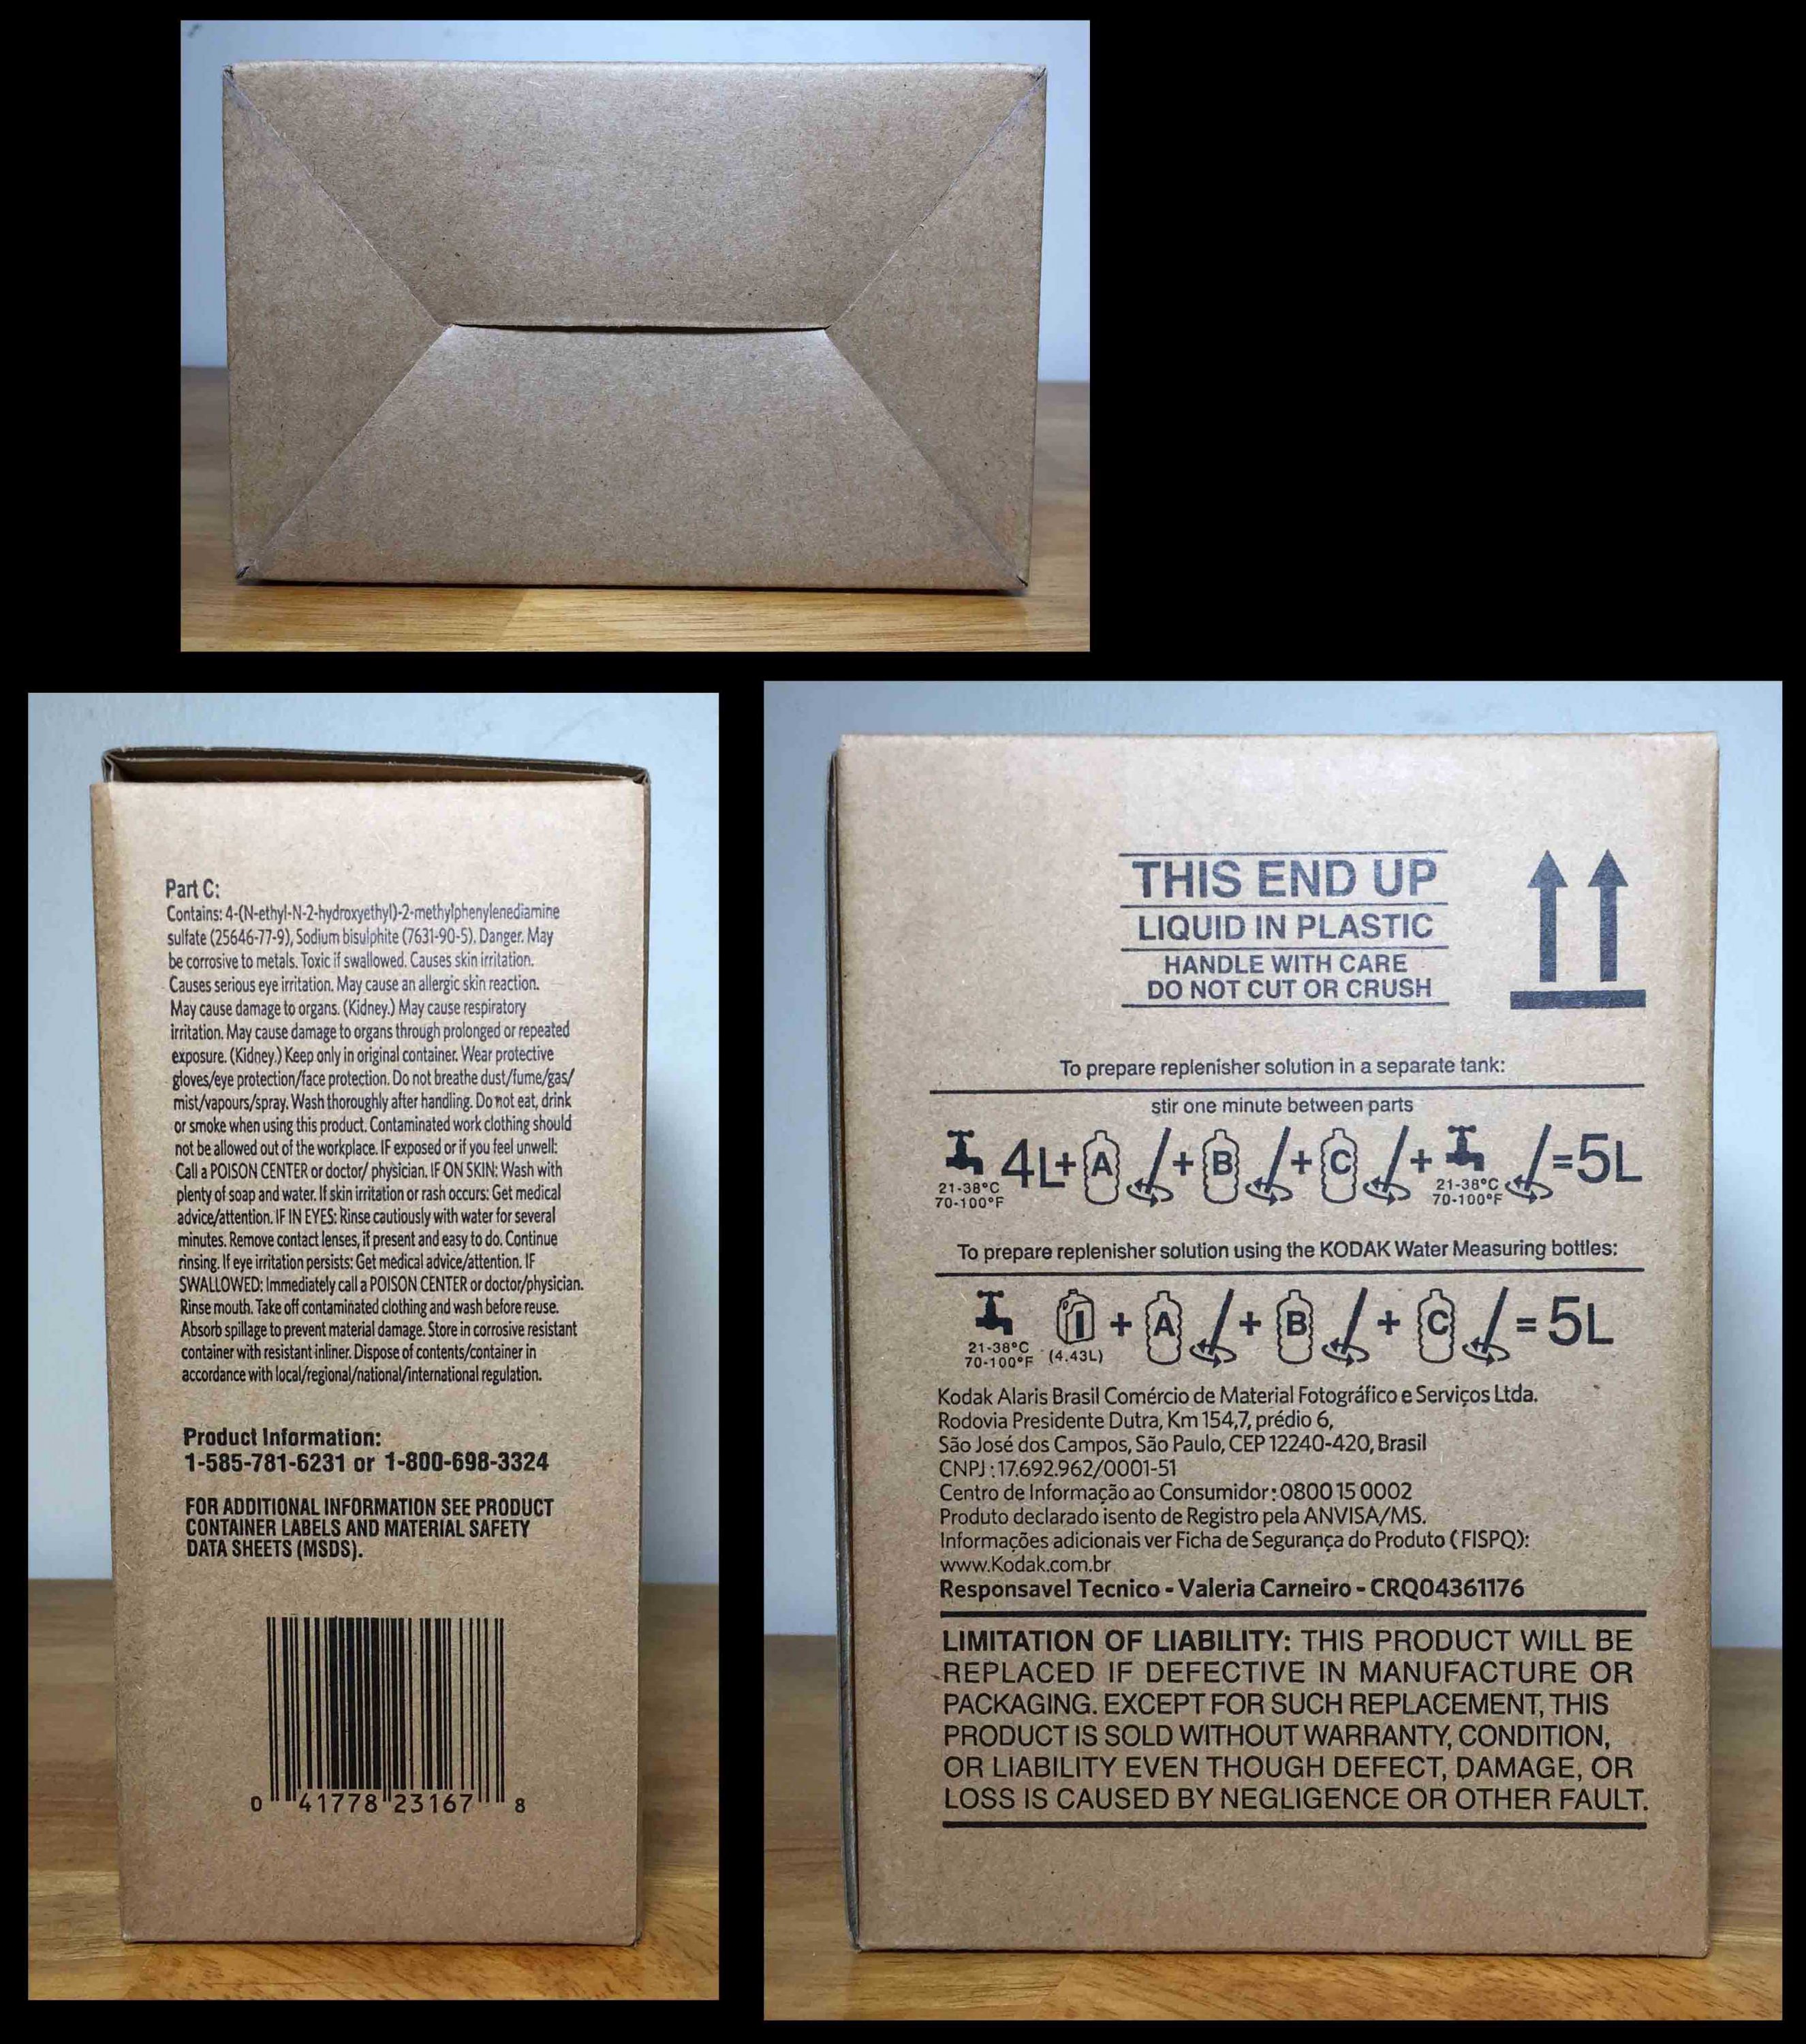 Part C:
Contains: 4-(N-ethyl-N-2-hydroxyethyl)-2-methylphenylenediamine
sulfate (25646-77-9), Sodium bisulphite (7631-90-5). Danger. May
be corrosive to metals. Toxic if swallowed. Causes skin irritation.
Causes serious eye irritation. May cause an allergic skin reaction.
May cause damage to organs. (Kidney.) May cause respiratory
irritation. May cause damage to organs through prolonged or repeated
exposure. (Kidney.) Keep only in original container. Wear protective
gloves/eye protection/face protection. Do not breathe dust/fume/gas/
mist/vapours/spray. Wash thoroughly after handling. Do not eat, drink
or smoke when using this product. Contaminated work clothing should
not be allowed out of the workplace. IF exposed or if you feel unwell:
Call a POISON CENTER or doctor/ physician. IF ON SKIN: Wash with
plenty of soap and water. If skin irritation or rash occurs: Get medical
advice/attention. IF IN EYES: Rinse cautiously with water for several
minutes. Remove contact lenses, if present and easy to do. Continue
rinsing. If eye irritation persists: Get medical advice/attention. IF
SWALLOWED: Immediately call a POISON CENTER or doctor/physician.
Rinse mouth. Take off contaminated clothing and wash before reuse.
Absorb spillage to prevent material damage. Store in corrosive resistant
container with resistant inliner. Dispose of contents/container in
accordance with local/regional/national/international regulation.
Product Information:
1-585-781-6231 or 1-800-698-3324
FOR ADDITIONAL INFORMATION SEE PRODUCT
CONTAINER LABELS AND MATERIAL SAFETY
DATA SHEETS (MSDS).
0 41778 23167 8
THIS END UP
LIQUID IN PLASTIC
HANDLE WITH CARE
DO NOT CUT OR CRUSH
To prepare replenisher solution in a separate tank:
stir one minute between parts
4L + A + B + C + = 5L
21-38°C 21-38°C
70-100°F 70-100°F
To prepare replenisher solution using the KODAK Water Measuring bottles:
I + A + B + C = 5L
21-38°C
70-100°F (4.43L)
Kodak Alaris Brasil Comércio de Material Fotográfico e Serviços Ltda.
Rodovia Presidente Dutra, Km 154,7, prédio 6,
São José dos Campos, São Paulo, CEP 12240-420, Brasil
CNPJ : 17.692.962/0001-51
Centro de Informação ao Consumidor : 0800 15 0002
Produto declarado isento de Registro pela ANVISA/MS.
Informações adicionais ver Ficha de Segurança do Produto ( FISPQ):
www.Kodak.com.br
Responsavel Tecnico - Valeria Carneiro - CRQ04361176
LIMITATION OF LIABILITY: THIS PRODUCT WILL BE
REPLACED IF DEFECTIVE IN MANUFACTURE OR
PACKAGING. EXCEPT FOR SUCH REPLACEMENT, THIS
PRODUCT IS SOLD WITHOUT WARRANTY, CONDITION,
OR LIABILITY EVEN THOUGH DEFECT, DAMAGE, OR
LOSS IS CAUSED BY NEGLIGENCE OR OTHER FAULT.